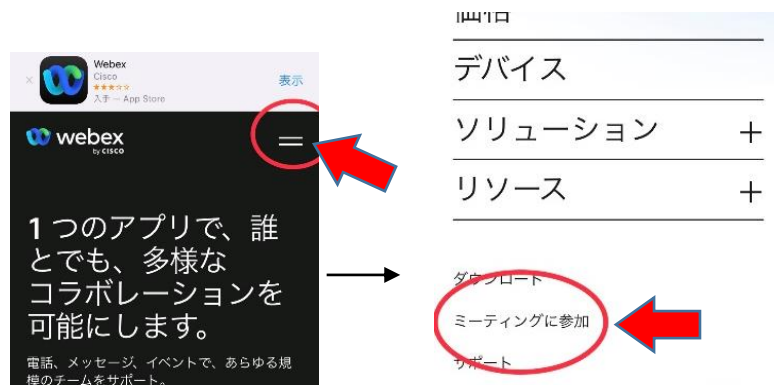 Webex
Cisco
★★★☆☆
入手 — App Store
表示
webex
by CISCO
1 つのアプリで、誰
とでも、多様な
コラボレーションを
可能にします。
電話、メッセージ、イベントで、あらゆる規
模のチームをサポート。
価格
デバイス
ソリューション +
リソース +
ダウンロード
ミーティングに参加
サポート